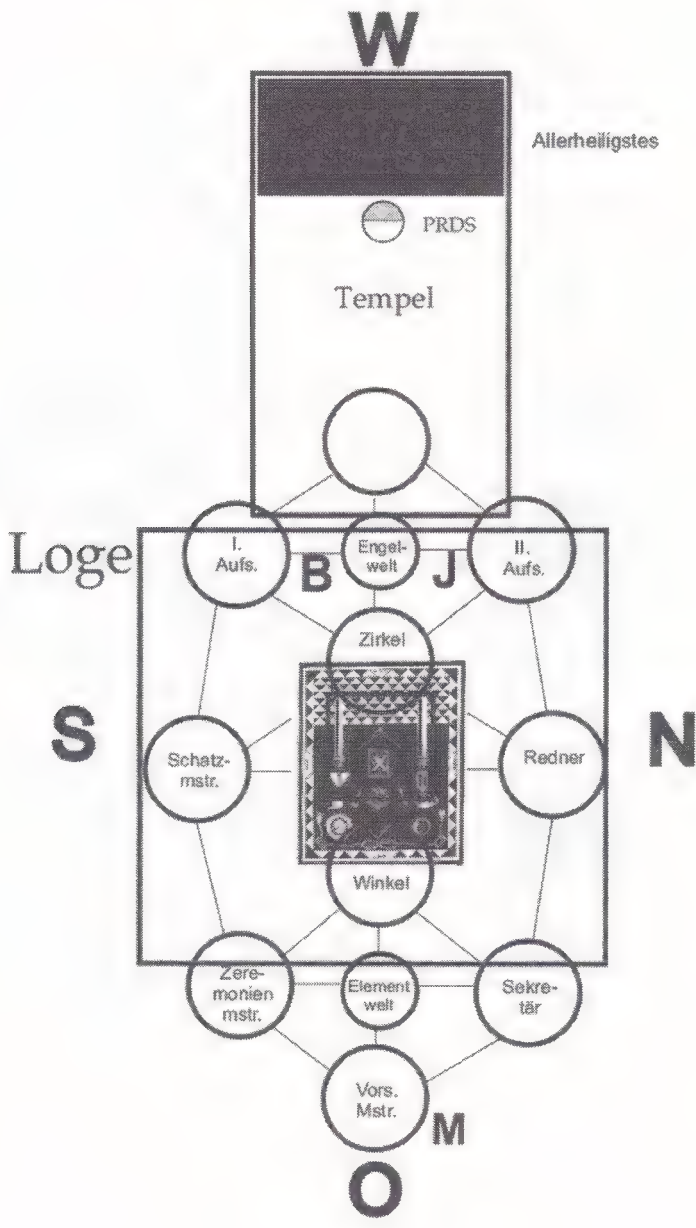 W
Allerheiligstes
PRDS
Tempel
Loge
I.
Aufs.
B
Engel-
welt
J
II.
Aufs.
Zirkel
S
Schatz-
mstr.
Redner
N
Winkel
Zere-
monien
mstr.
Element
welt
Sekre-
tär
Vors.
Mstr.
M
O